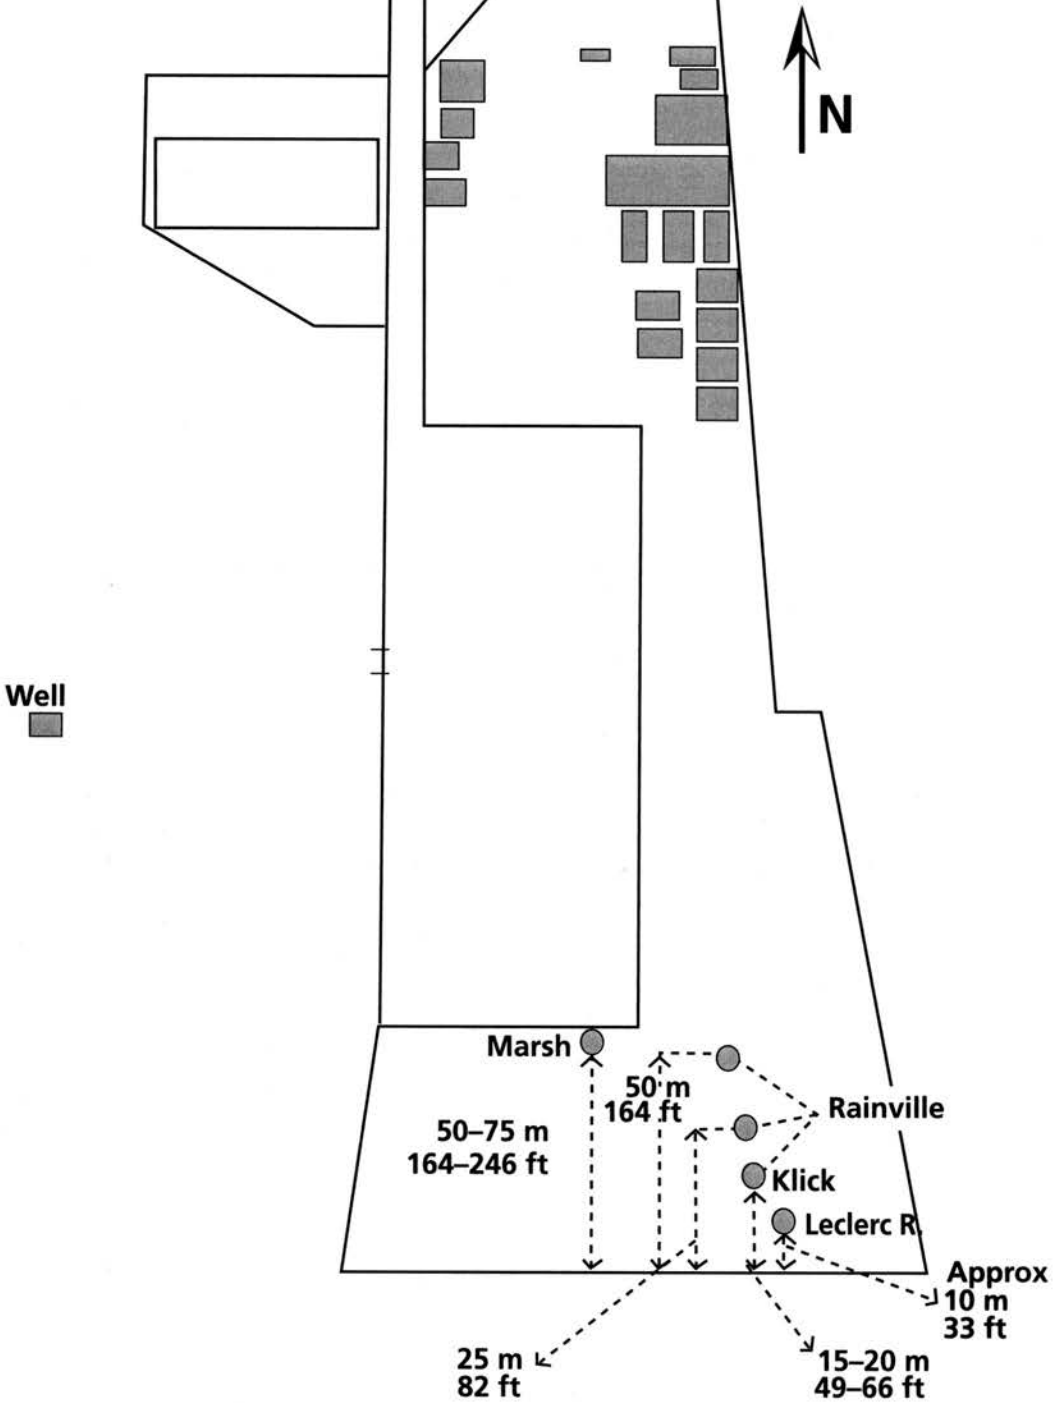 N
Well
Marsh
50 m
164 ft
Rainville
50–75 m
164–246 ft
Klick
Leclerc R.
Approx
10 m
33 ft
25 m
82 ft
15–20 m
49–66 ft